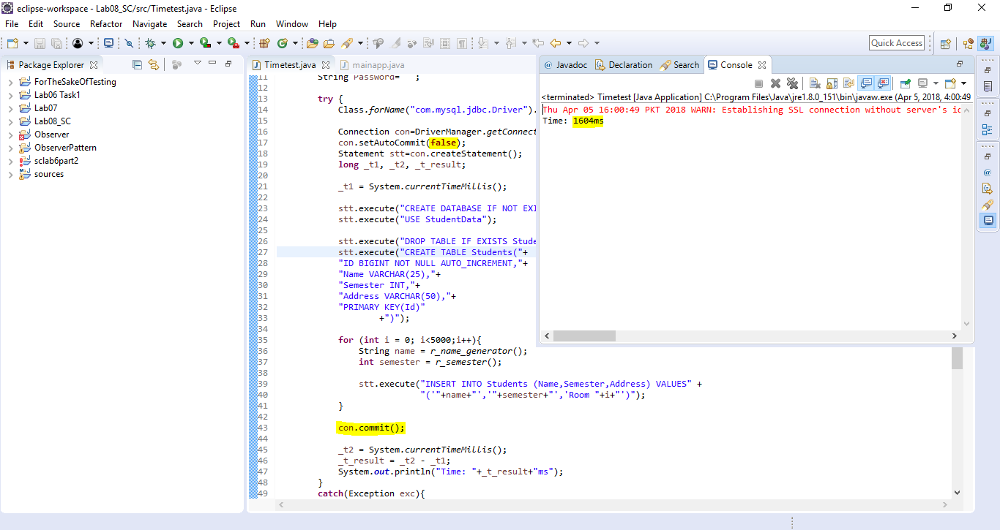 eclipse-workspace - Lab08_SC/src/Timetest.java - Eclipse
File Edit Source Refactor Navigate Search Project Run Window Help
Quick Access
Package Explorer
ForTheSakeOfTesting
Lab06 Task1
Lab07
Lab08_SC
Observer
ObserverPattern
sclab6part2
sources
Timetest.java mainapp.java
11 String Password=" ";
12
13 try {
14 Class.forName("com.mysql.jdbc.Driver").
15
16 Connection con=DriverManager.getConnect
17 con.setAutoCommit(false);
18 Statement stt=con.createStatement();
19 long _t1, _t2, _t_result;
20
21 _t1 = System.currentTimeMillis();
22
23 stt.execute("CREATE DATABASE IF NOT EXI
24 stt.execute("USE StudentData");
25
26 stt.execute("DROP TABLE IF EXISTS Stude
27 stt.execute("CREATE TABLE Students("+
28 "ID BIGINT NOT NULL AUTO_INCREMENT,"+
29 "Name VARCHAR(25),"+
30 "Semester INT,"+
31 "Address VARCHAR(50),"+
32 "PRIMARY KEY(Id)"
33 +")");
34
35 for (int i = 0; i<5000;i++){
36 String name = r_name_generator();
37 int semester = r_semester();
38
39 stt.execute("INSERT INTO Students (Name,Semester,Address) VALUES" +
40 "('"+name+"','"+semester+"','Room "+i+"')");
41 }
42
43 con.commit();
44
45 _t2 = System.currentTimeMillis();
46 _t_result = _t2 - _t1;
47 System.out.println("Time: "+_t_result+"ms");
48 }
49 catch(Exception exc){
@ Javadoc Declaration Search Console
<terminated> Timetest [Java Application] C:\Program Files\Java\jre1.8.0_151\bin\javaw.exe (Apr 5, 2018, 4:00:49
Thu Apr 05 16:00:49 PKT 2018 WARN: Establishing SSL connection without server's id
Time: 1604ms